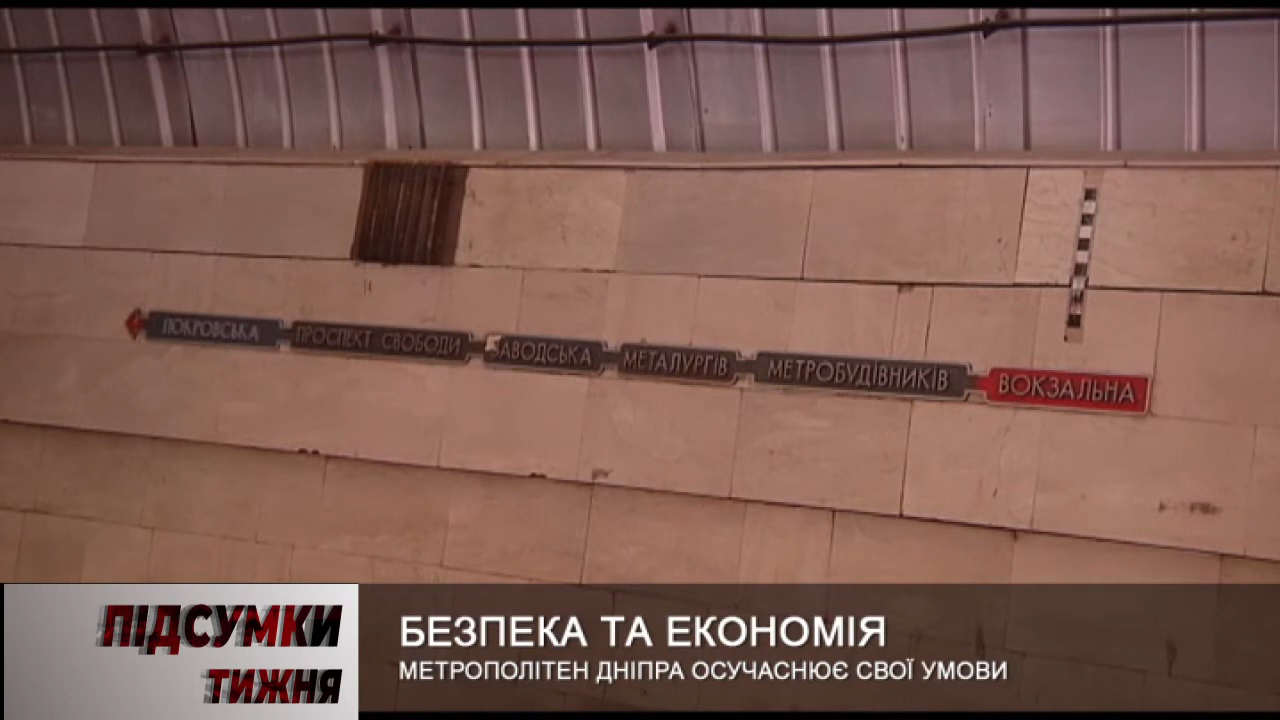 ПОКРОВСЬКА ПРОСПЕКТ СВОБОДИ ЗАВОДСЬКА МЕТАЛУРГІВ МЕТРОБУДІВНИКІВ ВОКЗАЛЬНА
ПІДСУМКИ
ТИЖНЯ
БЕЗПЕКА ТА ЕКОНОМІЯ
МЕТРОПОЛІТЕН ДНІПРА ОСУЧАСНЮЄ СВОЇ УМОВИ